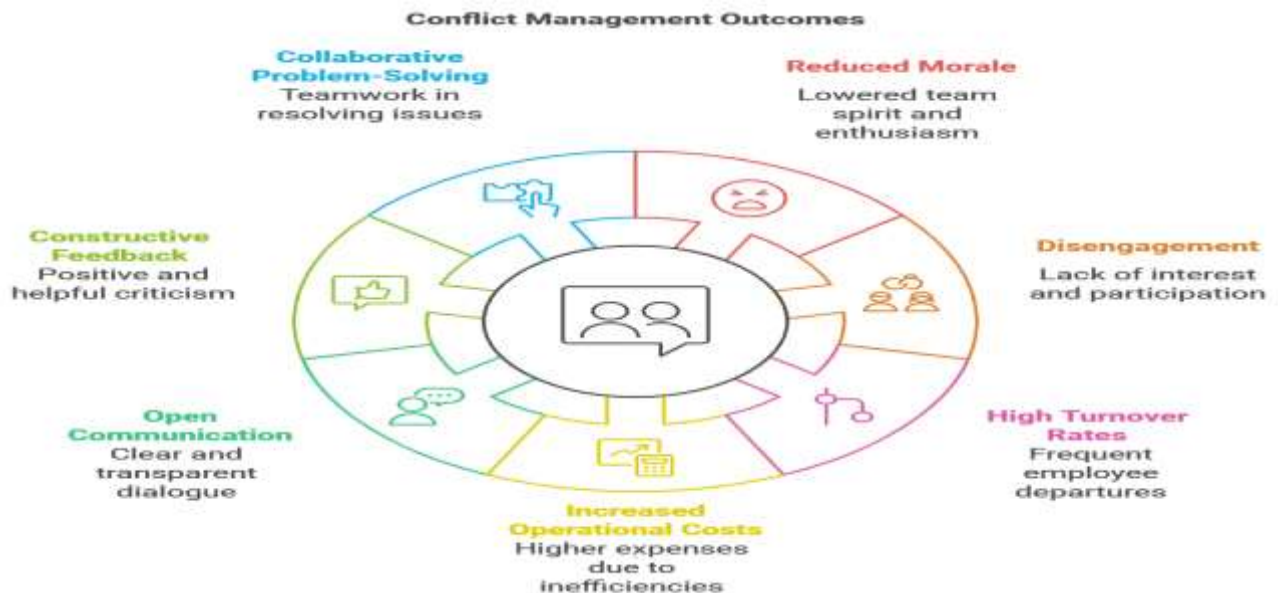 Conflict Management Outcomes
Collaborative
Problem-Solving
Teamwork in
resolving issues
Reduced Morale
Lowered team
spirit and
enthusiasm
Constructive
Feedback
Positive and
helpful criticism
Disengagement
Lack of interest
and participation
Open
Communication
Clear and
transparent
dialogue
High Turnover
Rates
Frequent
employee
departures
Increased
Operational Costs
Higher expenses
due to
inefficiencies